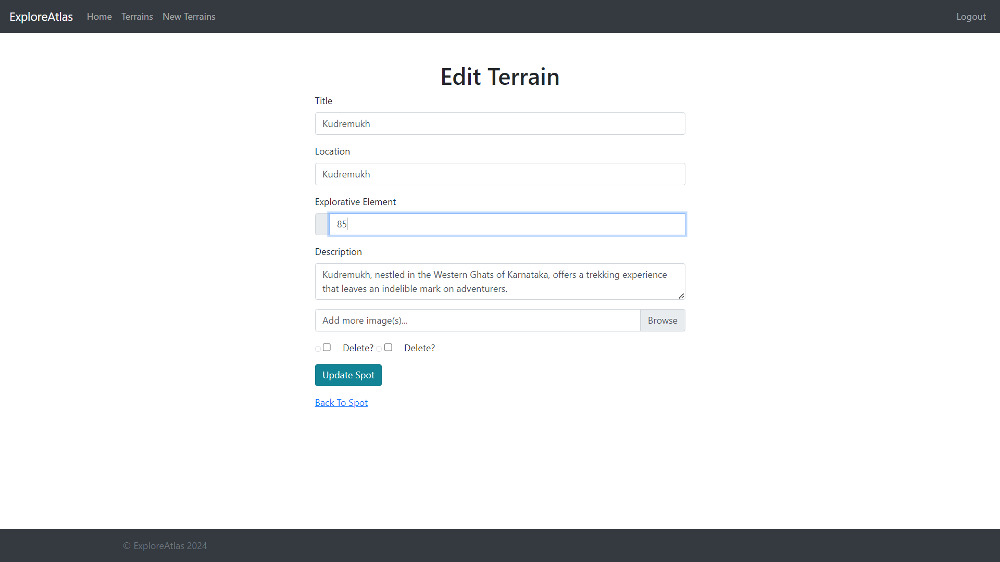 ExploreAtlas Home Terrains New Terrains Logout
Edit Terrain
Title
Kudremukh
Location
Kudremukh
Explorative Element
85
Description
Kudremukh, nestled in the Western Ghats of Karnataka, offers a trekking experience
that leaves an indelible mark on adventurers.
Add more image(s)... Browse
Delete? Delete?
Update Spot
Back To Spot
© ExploreAtlas 2024